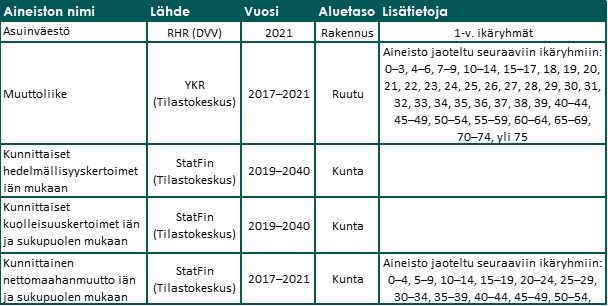 Aineiston nimi Lähde Vuosi Aluetaso Lisätietoja
Asuinväestö RHR (DVV) 2021 Rakennus 1-v. ikäryhmät
Muuttoliike YKR (Tilastokeskus) 2017–2021 Ruutu
Aineisto jaoteltu seuraaviin ikäryhmiin:
0–3, 4–6, 7–9, 10–14, 15–17, 18, 19, 20,
21, 22, 23, 24, 25, 26, 27, 28, 29, 30, 31,
32, 33, 34, 35, 36, 37, 38, 39, 40–44,
45–49, 50–54, 55–59, 60–64, 65–69,
70–74, yli 75
Kunnittaiset
hedelmällisyyskertoimet
iän mukaan
StatFin
(Tilastokeskus)
2019–2040
Kunta
Kunnittaiset
kuolleisuuskertoimet iän
ja sukupuolen mukaan
StatFin
(Tilastokeskus)
2019–2040
Kunta
Kunnittainen
nettomaahanmuutto iän
ja sukupuolen mukaan
StatFin
(Tilastokeskus)
2017–2021
Kunta
Aineisto jaoteltu seuraaviin ikäryhmiin:
0–4, 5–9, 10–14, 15–19, 20–24, 25–29,
30–34, 35–39, 40–44, 45–49, 50–54,